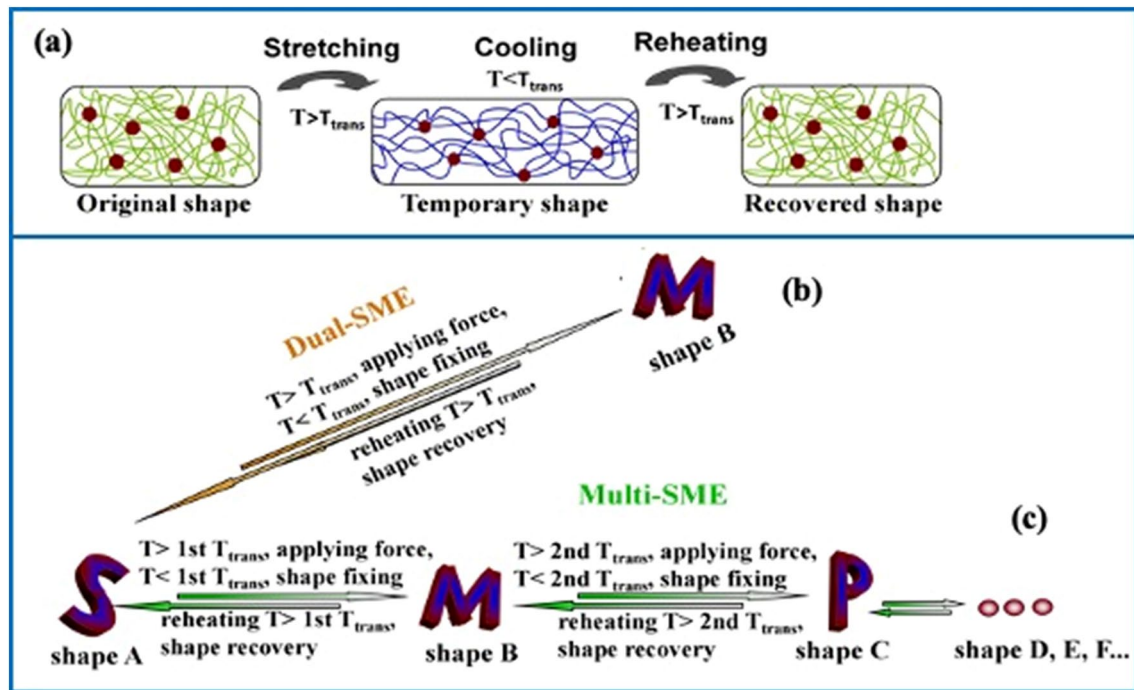 (a)
Stretching
T>Ttrans
Cooling
T<Ttrans
Reheating
T>Ttrans
Original shape
Temporary shape
Recovered shape
(b)
Dual-SME
T> Ttrans, applying force,
T< Ttrans, shape fixing
reheating T> Ttrans,
shape recovery
M
shape B
Multi-SME
(c)
S
shape A
T> 1st Ttrans, applying force,
T< 1st Ttrans, shape fixing
reheating T> 1st Ttrans,
shape recovery
M
shape B
T> 2nd Ttrans, applying force,
T< 2nd Ttrans, shape fixing
reheating T> 2nd Ttrans,
shape recovery
P
shape C
shape D, E, F...